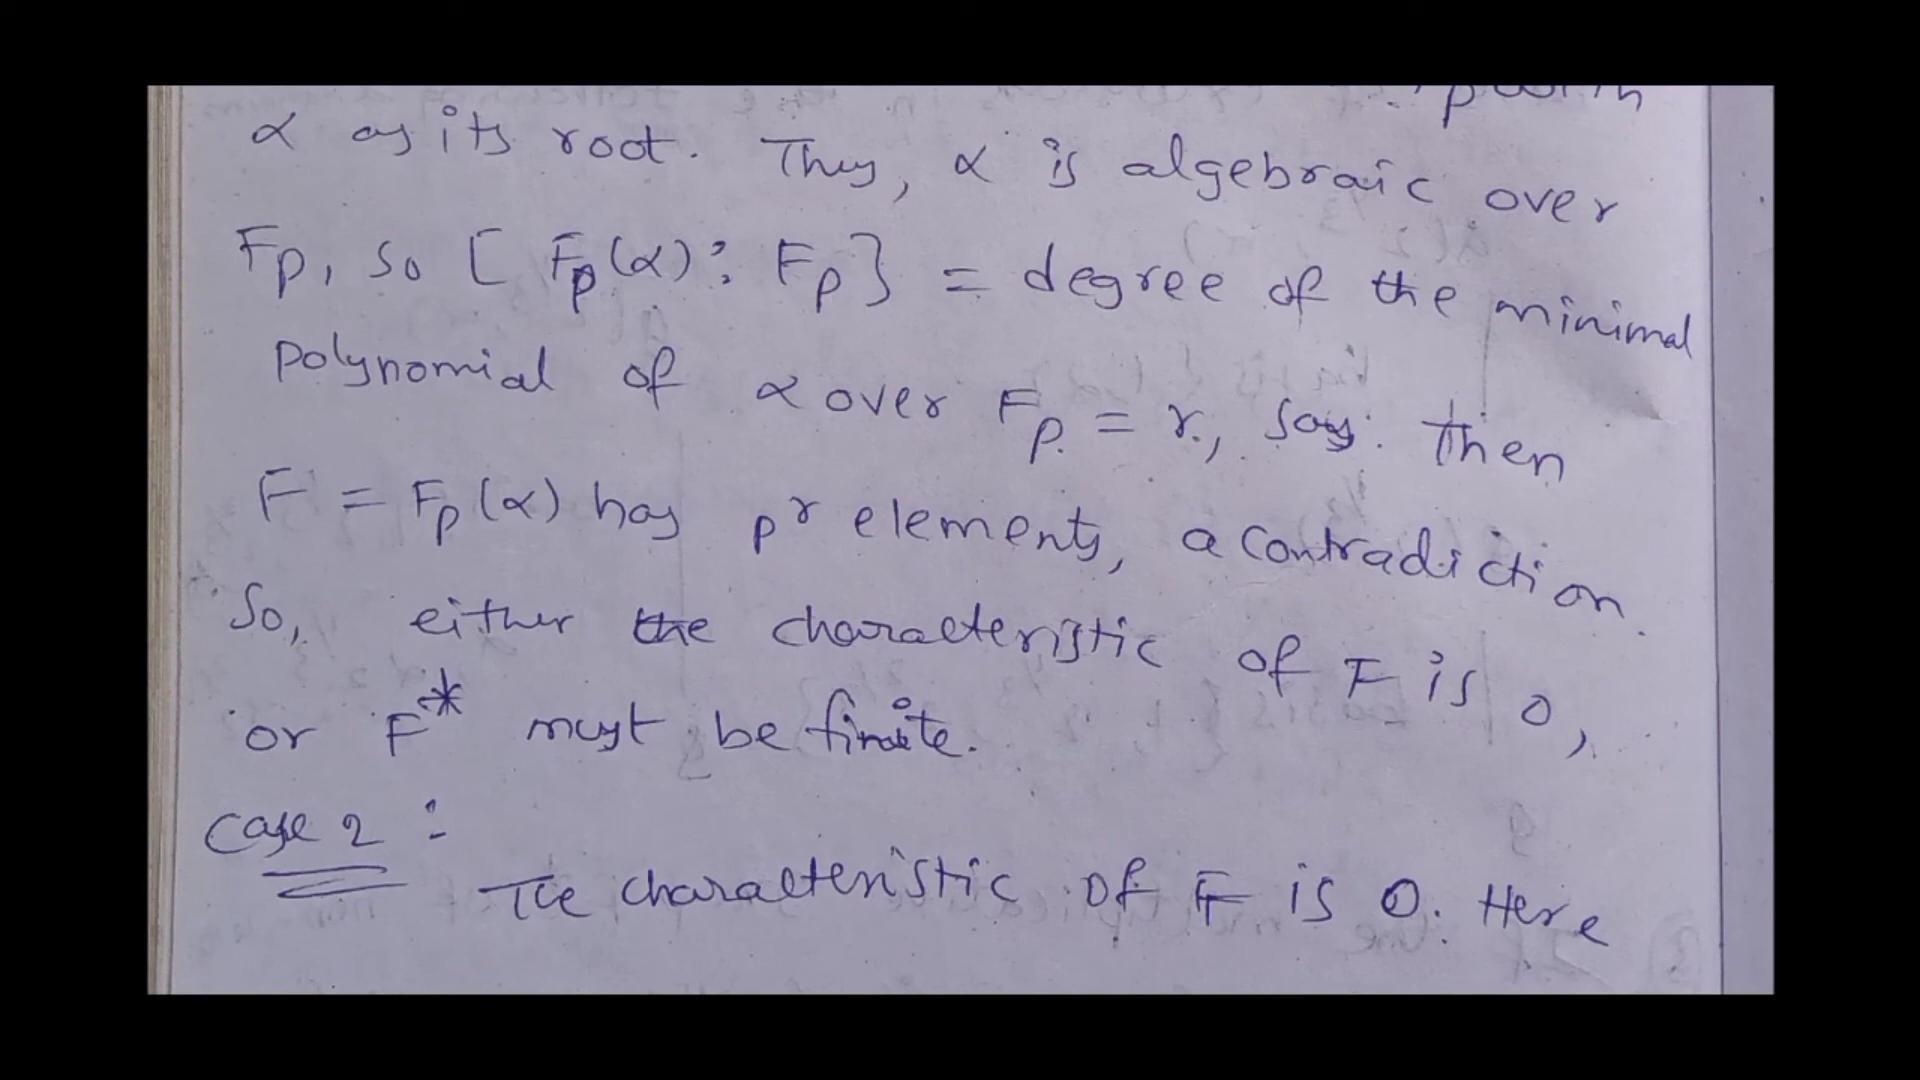 α as its root. Thus, α is algebraic over
Fp, so [Fp(α) : Fp] = degree of the minimal
polynomial of α over Fp = r, say. Then
F = Fp(α) has p^r elements, a contradiction.
So, either the characteristic of F is 0,
or F* must be finite.
Case 2 :
The characteristic of F is 0. Here